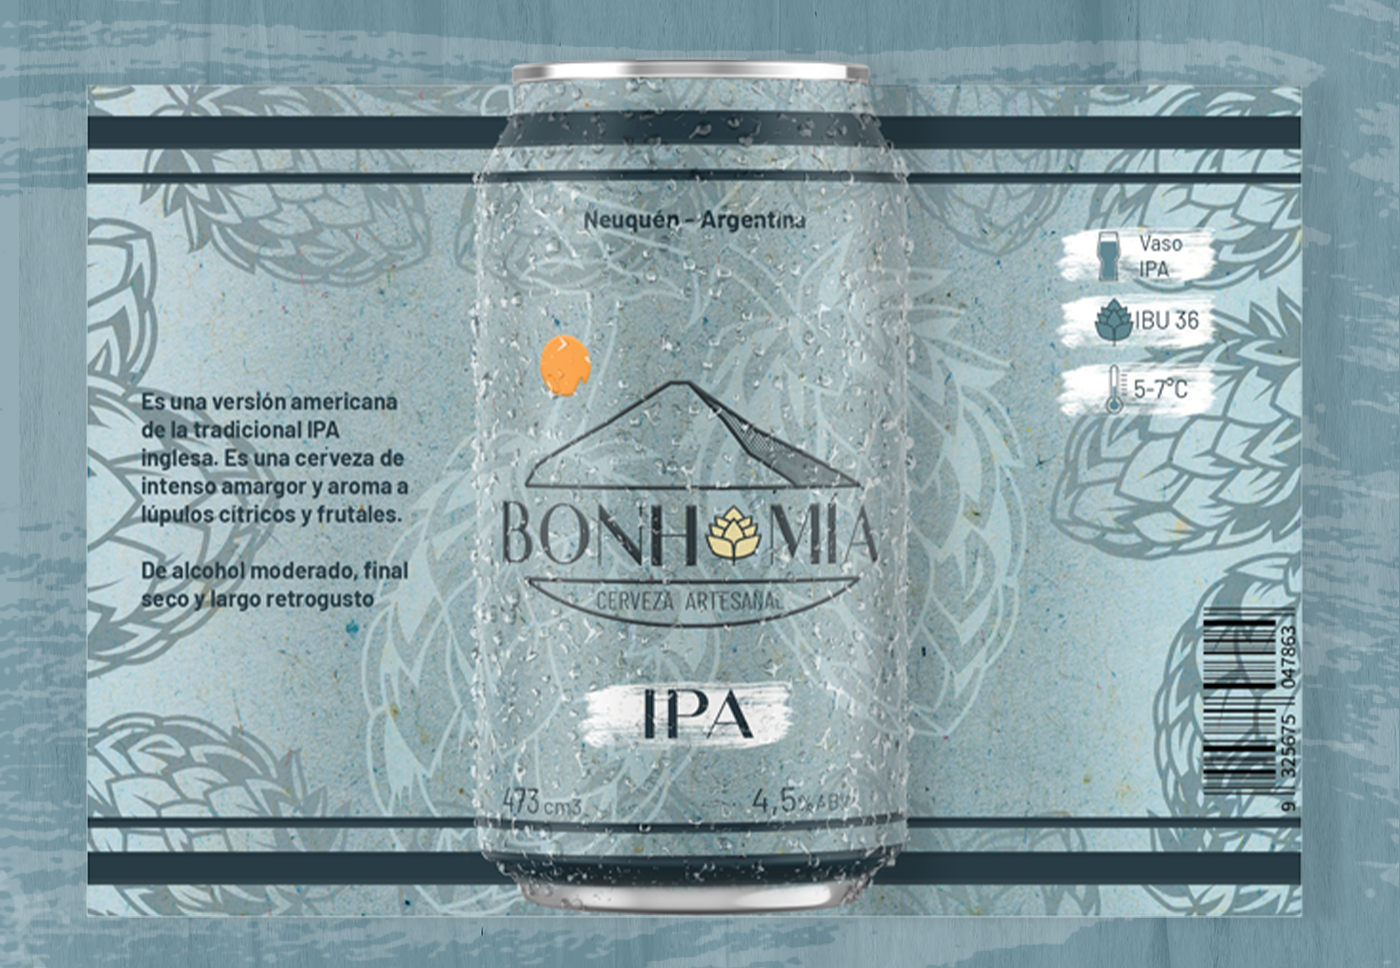 Neuquén - Argentina
BONHOMÍA
CERVEZA ARTESANAL
IPA
473 cm3
4,5% ABV
Es una versión americana
de la tradicional IPA
inglesa. Es una cerveza de
intenso amargor y aroma a
lúpulos cítricos y frutales.
De alcohol moderado, final
seco y largo retrogusto
Vaso
IPA
IBU 36
5-7°C
9 325675 047863